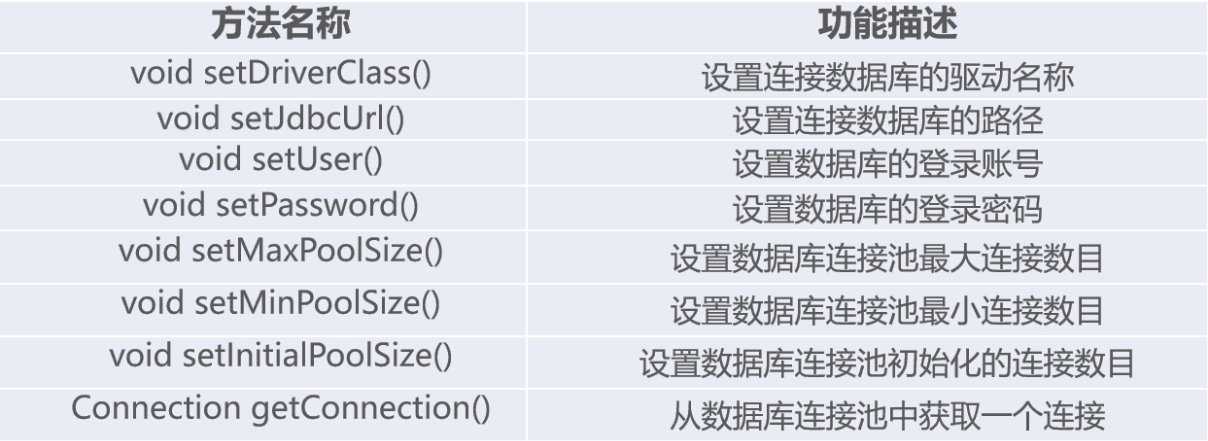 方法名称 功能描述
void setDriverClass() 设置连接数据库的驱动名称
void setJdbcUrl() 设置连接数据库的路径
void setUser() 设置数据库的登录账号
void setPassword() 设置数据库的登录密码
void setMaxPoolSize() 设置数据库连接池最大连接数目
void setMinPoolSize() 设置数据库连接池最小连接数目
void setInitialPoolSize() 设置数据库连接池初始化的连接数目
Connection getConnection() 从数据库连接池中获取一个连接